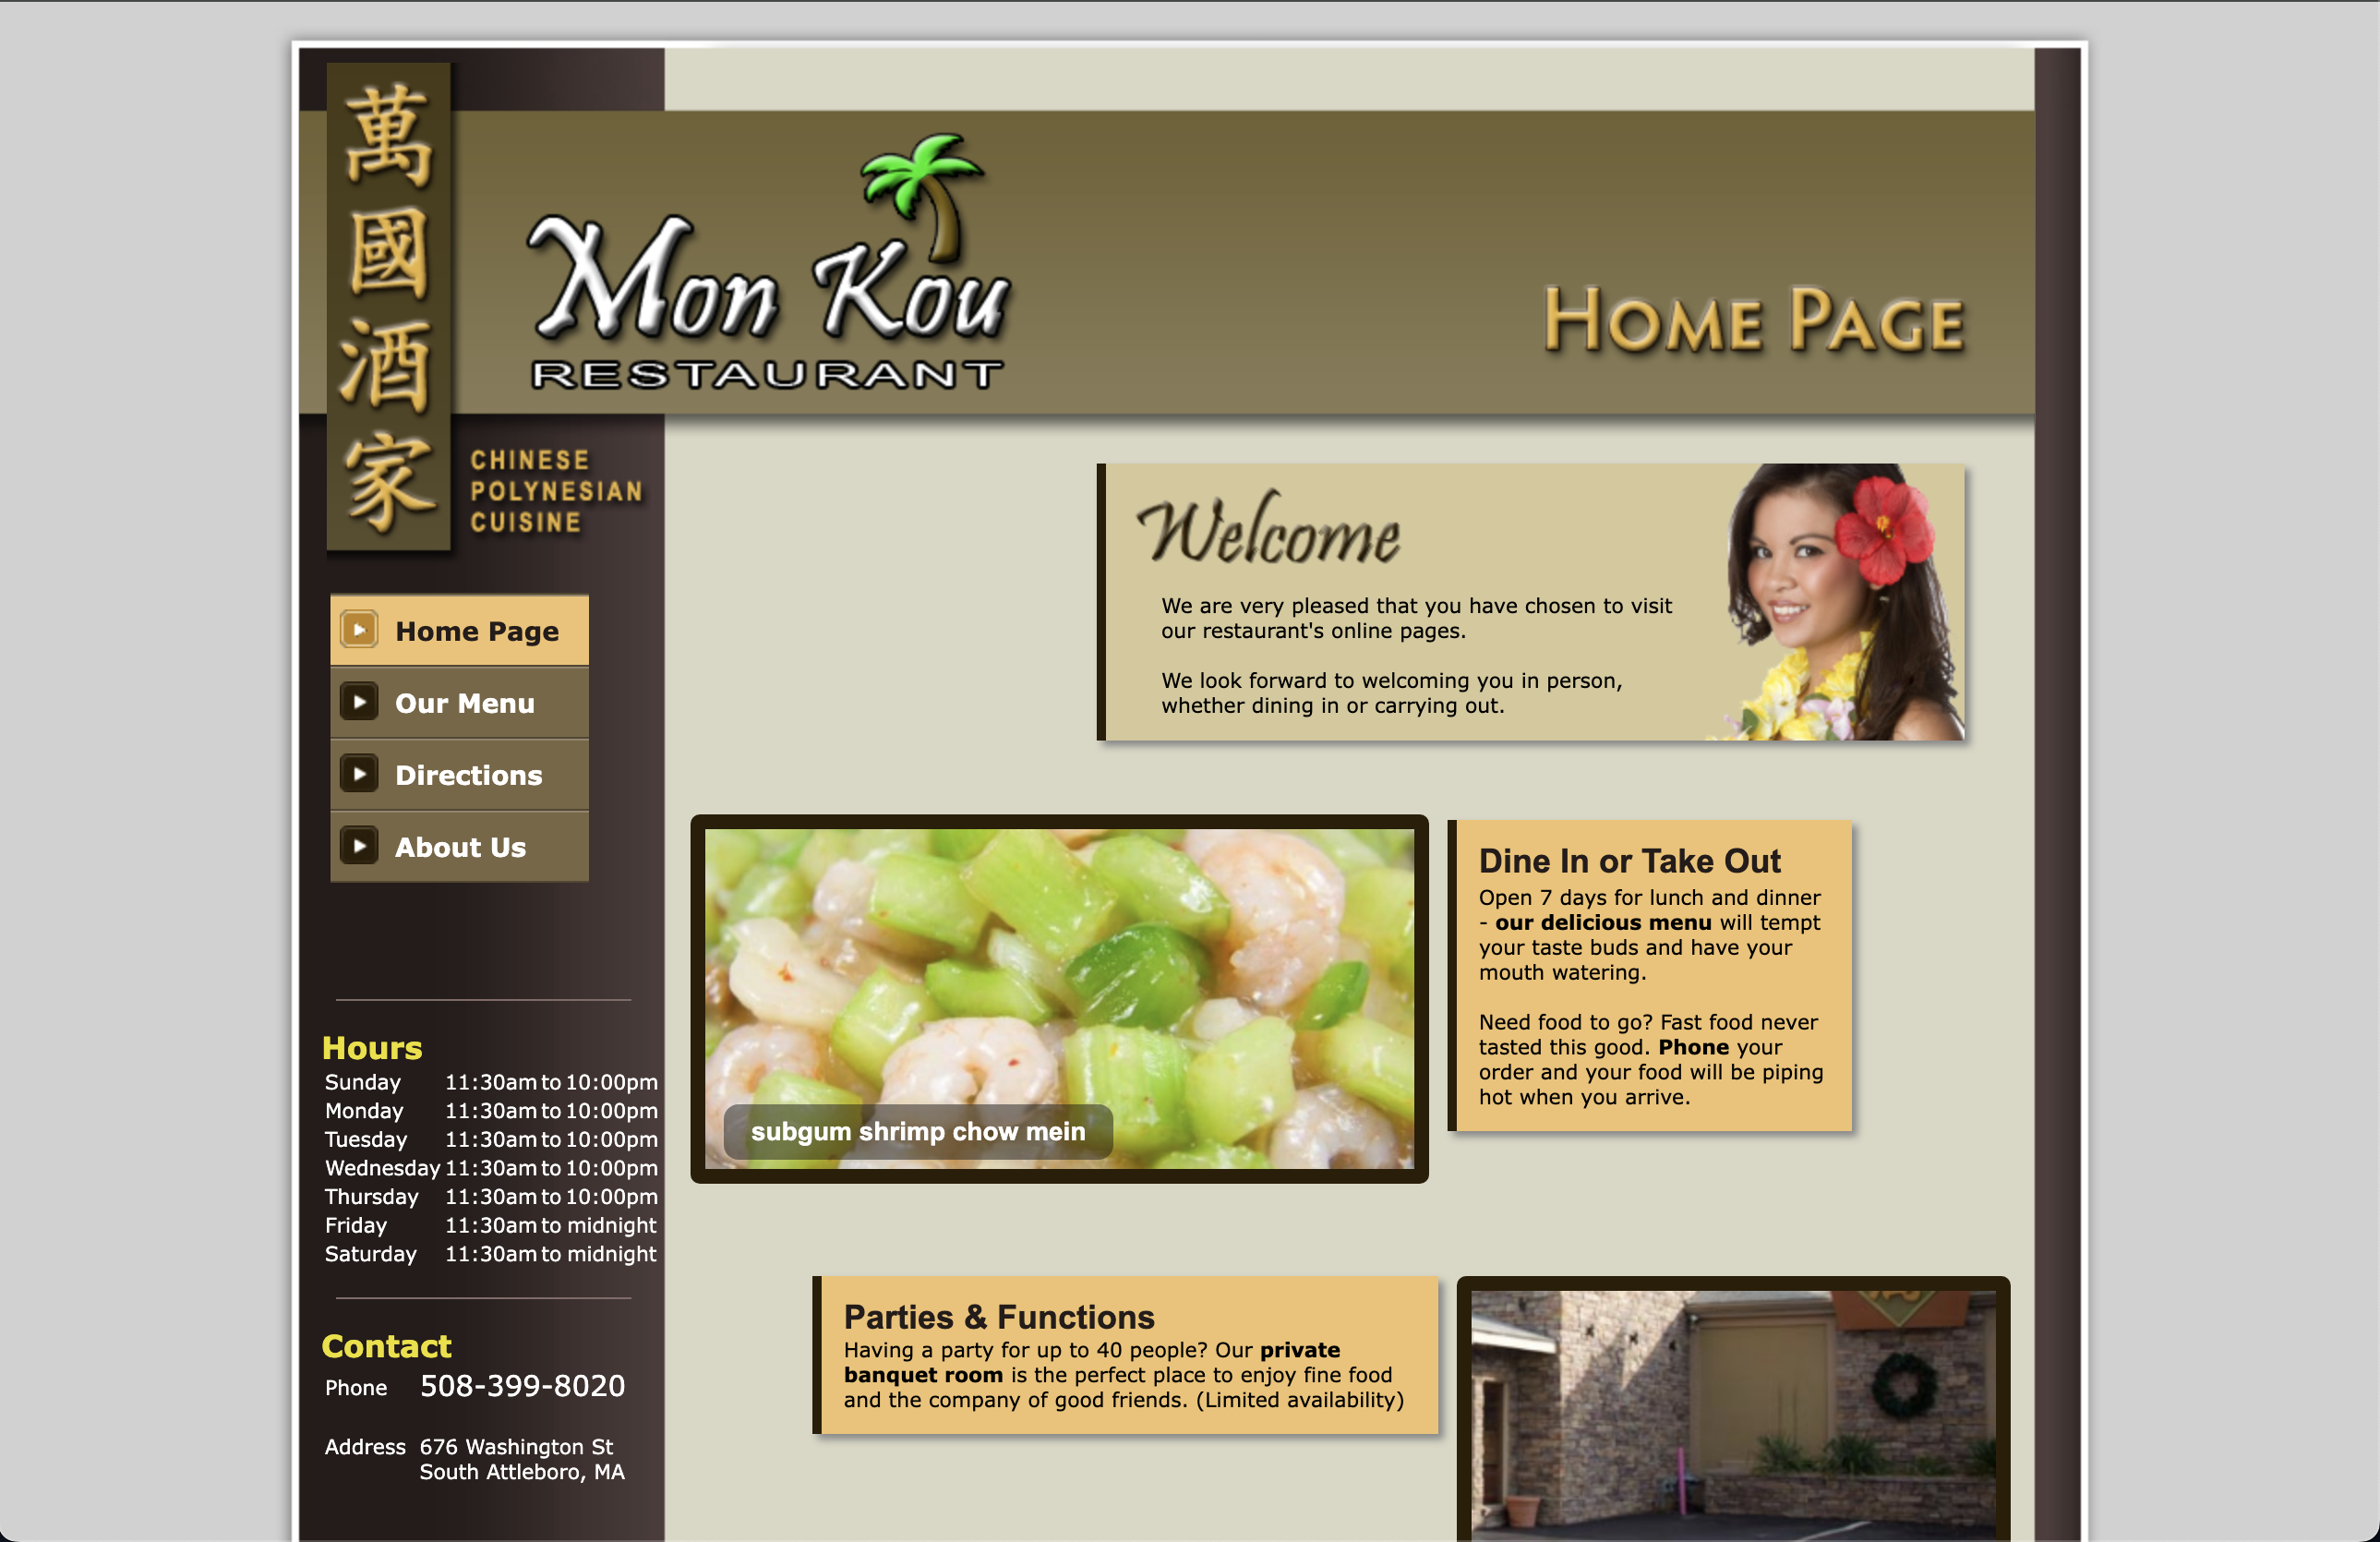 萬國酒家
Mon Kou
RESTAURANT
HOME PAGE
CHINESE
POLYNESIAN
CUISINE
Home Page
Our Menu
Directions
About Us
Hours
Sunday 11:30am to 10:00pm
Monday 11:30am to 10:00pm
Tuesday 11:30am to 10:00pm
Wednesday 11:30am to 10:00pm
Thursday 11:30am to 10:00pm
Friday 11:30am to midnight
Saturday 11:30am to midnight
Contact
Phone 508-399-8020
Address 676 Washington St
South Attleboro, MA
Welcome
We are very pleased that you have chosen to visit
our restaurant's online pages.
We look forward to welcoming you in person,
whether dining in or carrying out.
subgum shrimp chow mein
Dine In or Take Out
Open 7 days for lunch and dinner
- our delicious menu will tempt
your taste buds and have your
mouth watering.
Need food to go? Fast food never
tasted this good. Phone your
order and your food will be piping
hot when you arrive.
Parties & Functions
Having a party for up to 40 people? Our private
banquet room is the perfect place to enjoy fine food
and the company of good friends. (Limited availability)